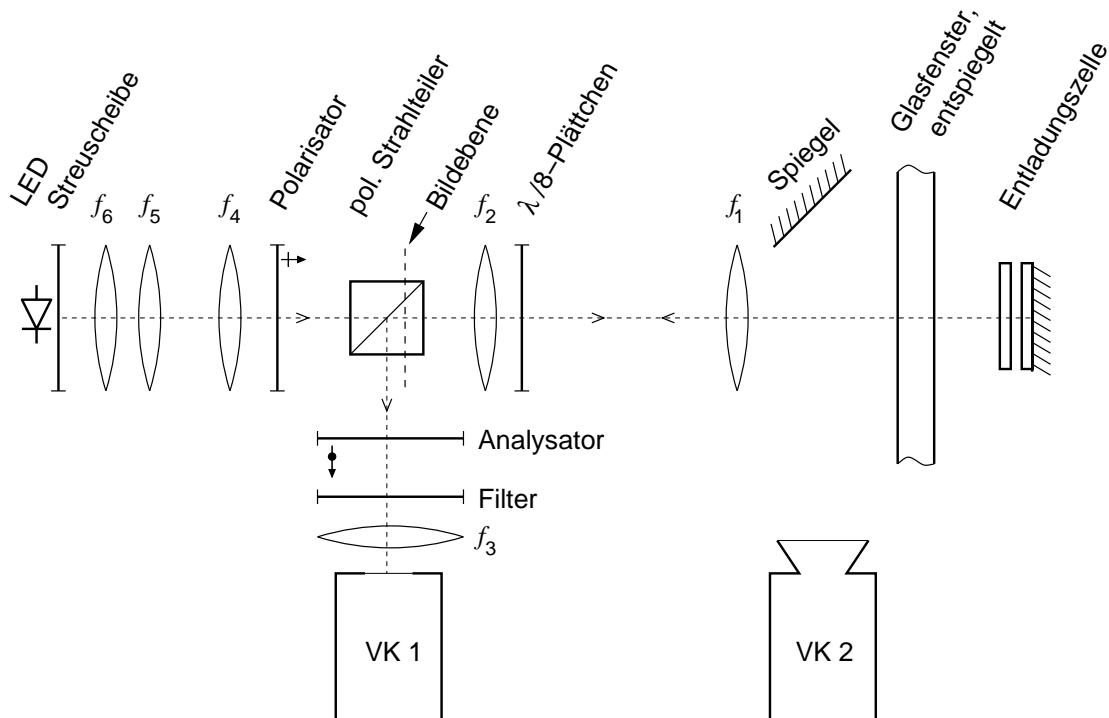 LED
Streuscheibe
f6
f5
f4
Polarisator
pol. Strahlteiler
Bildebene
f2
λ/8–Plättchen
f1
Spiegel
Glasfenster,
entspiegelt
Entladungszelle
Analysator
Filter
f3
VK 1
VK 2